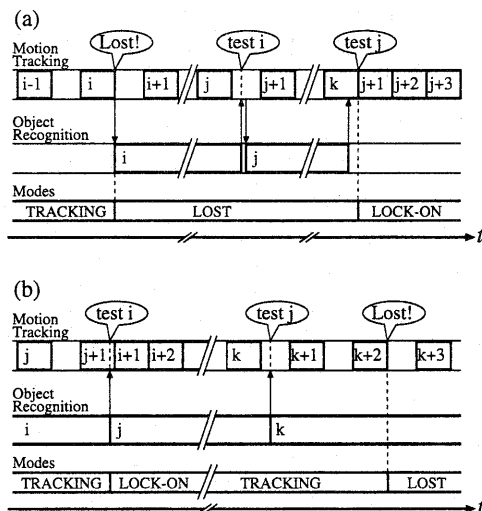 (a)
Lost! test i test j
Motion
Tracking
i-1 i i+1 j j+1 k j+1 j+2 j+3
Object
Recognition
i j
Modes
TRACKING LOST LOCK-ON
t
(b)
test i test j Lost!
Motion
Tracking
j j+1 i+1 i+2 k k+1 k+2 k+3
Object
Recognition
i j k
Modes
TRACKING LOCK-ON TRACKING LOST
t